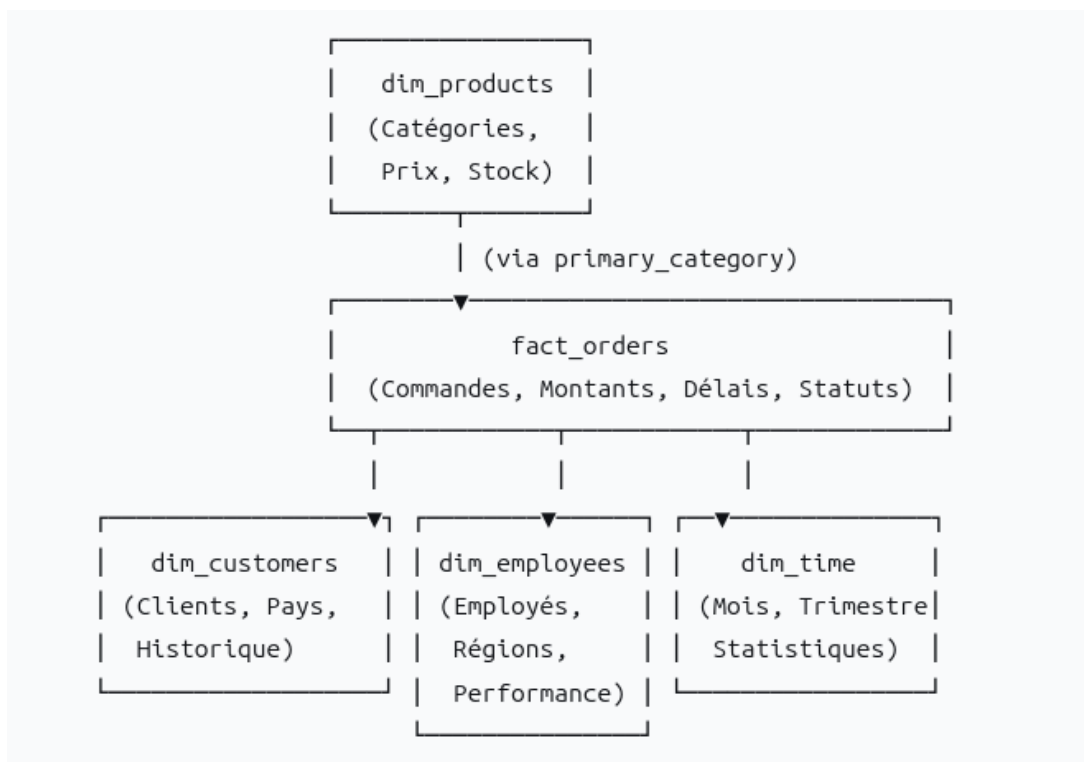 dim_products
(Catégories,
Prix, Stock)
(via primary_category)
fact_orders
(Commandes, Montants, Délais, Statuts)
dim_customers
(Clients, Pays,
Historique)
dim_employees
(Employés,
Régions,
Performance)
dim_time
(Mois, Trimestre
Statistiques)